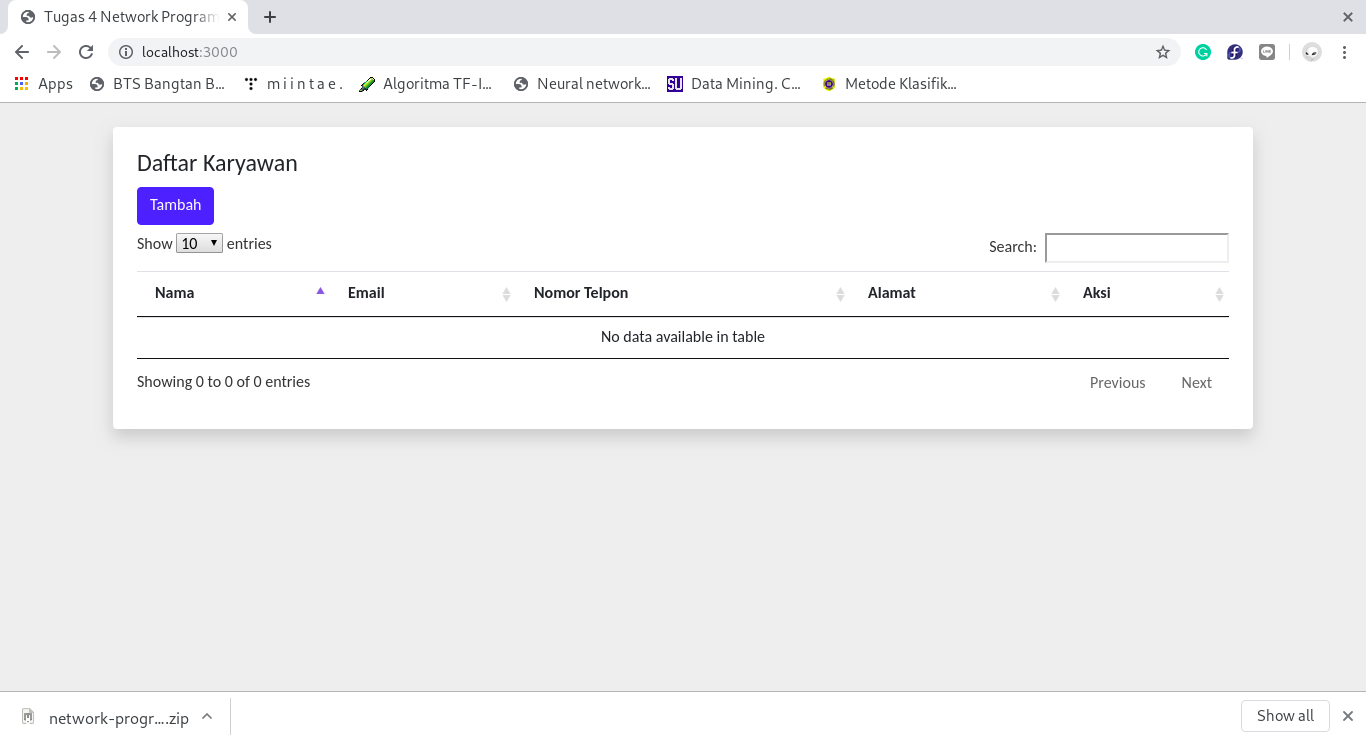 Tugas 4 Network Program
localhost:3000
Apps BTS Bangtan B... m i i n t a e . Algoritma TF-I... Neural network... SU Data Mining. C... Metode Klasifik...
Daftar Karyawan
Tambah
Show 10 entries Search:
Nama Email Nomor Telpon Alamat Aksi
No data available in table
Showing 0 to 0 of 0 entries Previous Next
network-progr....zip Show all